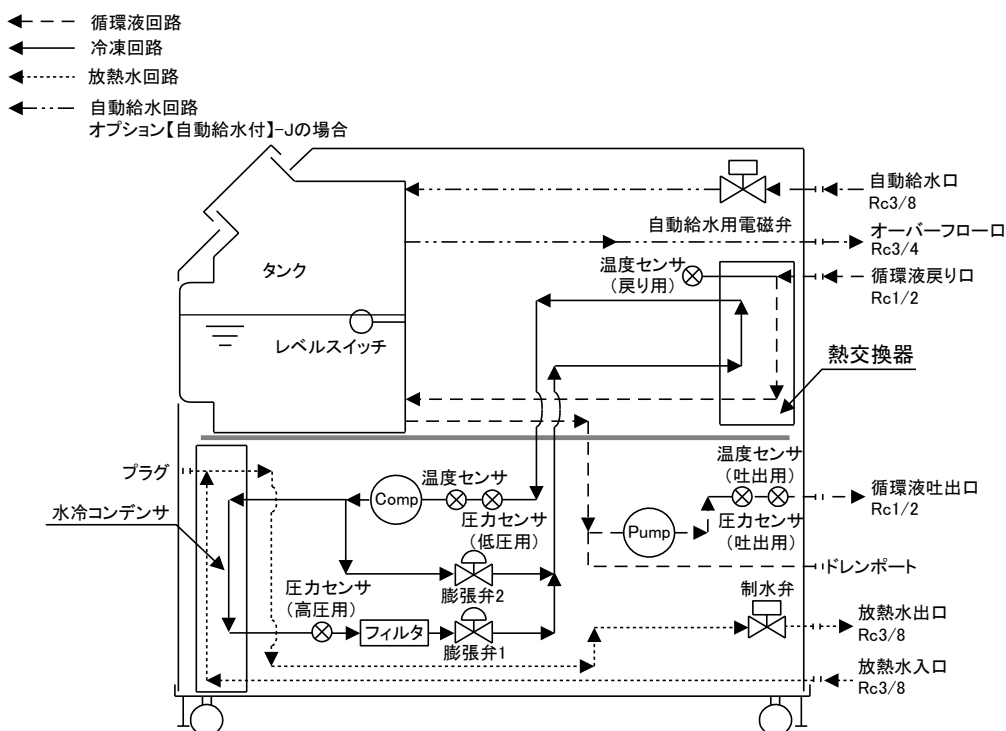 循環液回路
冷凍回路
放熱水回路
自動給水回路
オプション【自動給水付】-Jの場合
自動給水口
Rc3/8
自動給水用電磁弁
オーバーフロー口
Rc3/4
温度センサ
(戻り用)
循環液戻り口
Rc1/2
タンク
レベルスイッチ
熱交換器
プラグ
水冷コンデンサ
Comp
温度センサ
圧力センサ
(低圧用)
温度センサ
(吐出用)
Pump
圧力センサ
(吐出用)
循環液吐出口
Rc1/2
ドレンポート
圧力センサ
(高圧用)
膨張弁2
フィルタ
膨張弁1
制水弁
放熱水出口
Rc3/8
放熱水入口
Rc3/8